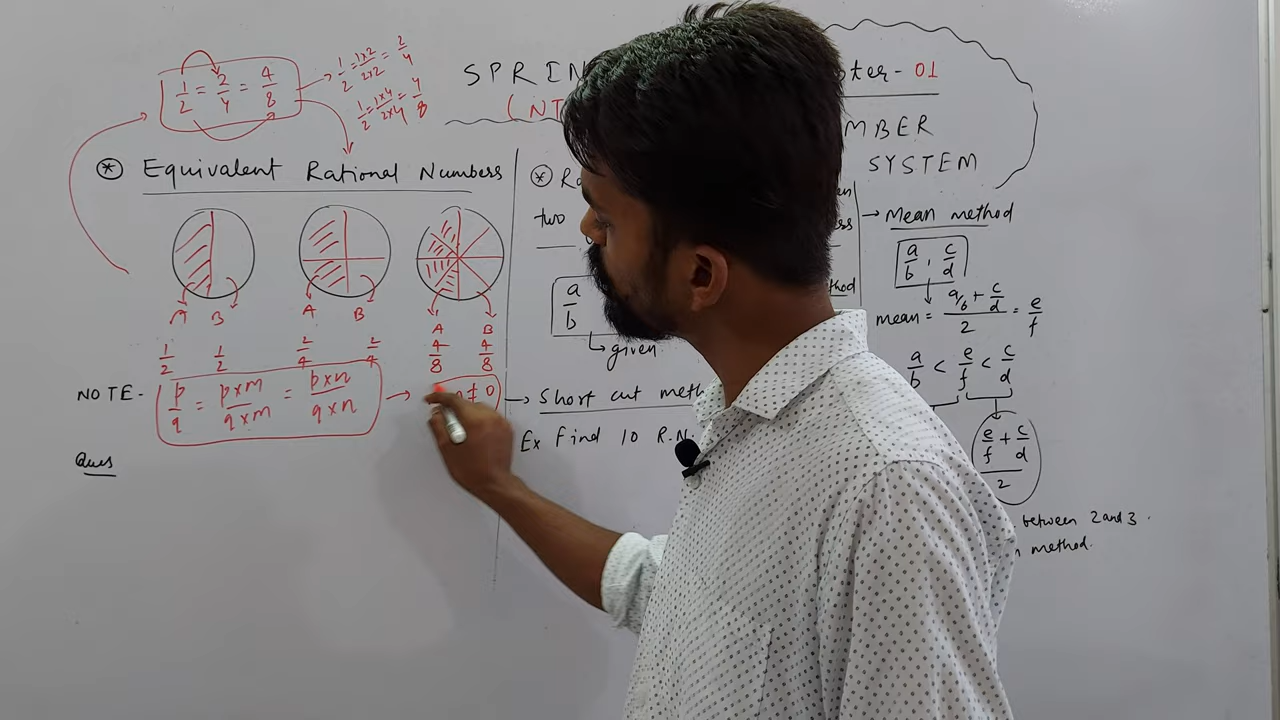 1/2 = 2/4 = 4/8
1/2 = 1×2/2×2 = 2/4
1/2 = 1×4/2×4 = 4/8
SPRIN
ter- 01
(NT
MBER
SYSTEM
⊛ Equivalent Rational Numbers
A B
1/2 1/2
A B
2/4 2/4
A B
4/8 4/8
NOTE- p/q = p×m/q×m = p×n/q×n → n ≠ 0
Ques
⊛ Ra
two
a/b
given
→ Short cut meth
Ex Find 10 R.N.
→ Mean method
a/b , c/d
mean = a/b + c/d / 2 = e/f
a/b < e/f < c/d
e/f + c/d / 2
between 2 and 3.
n method.